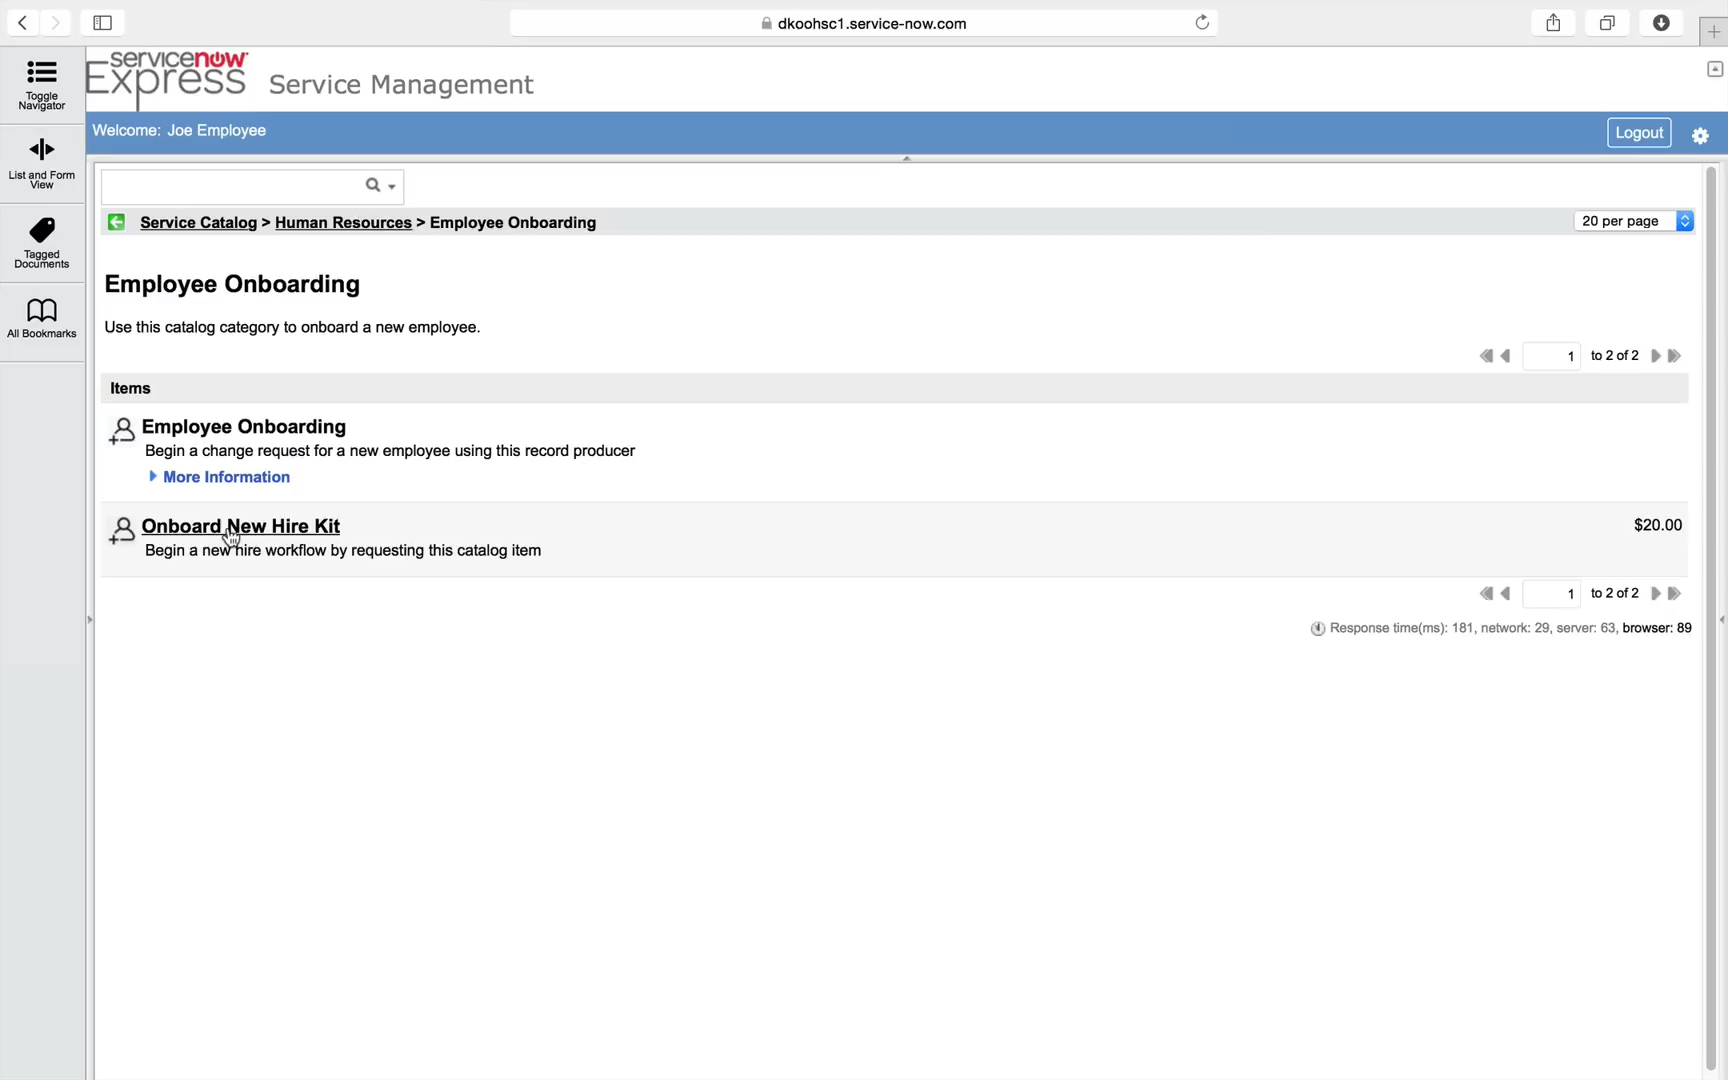 dkoohsc1.service-now.com
Toggle
Navigator
servicenow
Express
Service Management
Welcome: Joe Employee
Logout
List and Form
View
Tagged
Documents
All Bookmarks
Service Catalog > Human Resources > Employee Onboarding
20 per page
Employee Onboarding
Use this catalog category to onboard a new employee.
1 to 2 of 2
Items
Employee Onboarding
Begin a change request for a new employee using this record producer
More Information
Onboard New Hire Kit
$20.00
Begin a new hire workflow by requesting this catalog item
1 to 2 of 2
Response time(ms): 181, network: 29, server: 63, browser: 89